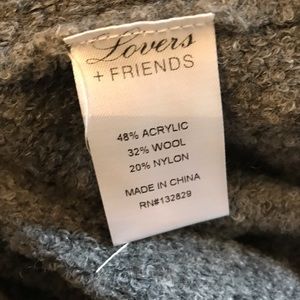 Lovers
+ FRIENDS
48% ACRYLIC
32% WOOL
20% NYLON
MADE IN CHINA
RN#132829